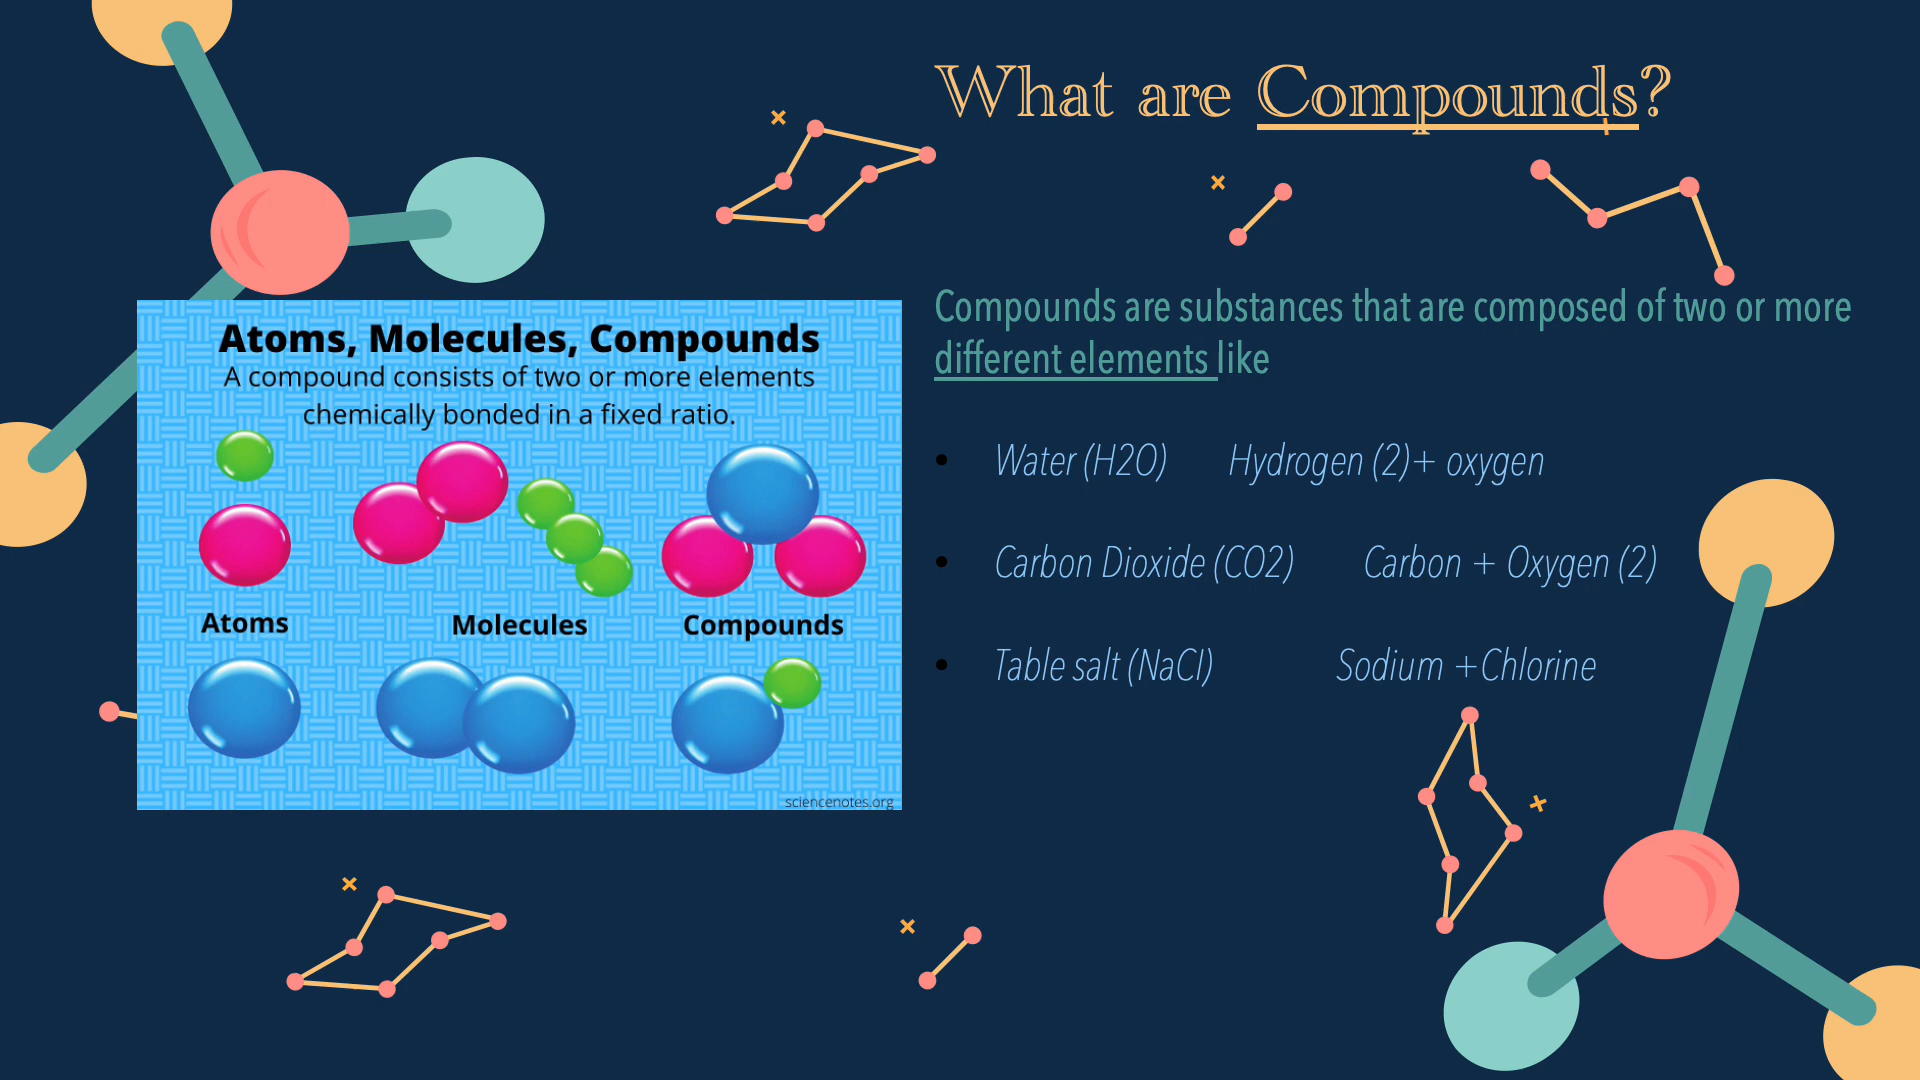 What are Compounds?
Atoms, Molecules, Compounds
A compound consists of two or more elements
chemically bonded in a fixed ratio.
Atoms
Molecules
Compounds
sciencenotes.org
Compounds are substances that are composed of two or more
different elements like
• Water (H2O) Hydrogen (2)+ oxygen
• Carbon Dioxide (CO2) Carbon + Oxygen (2)
• Table salt (NaCl) Sodium +Chlorine